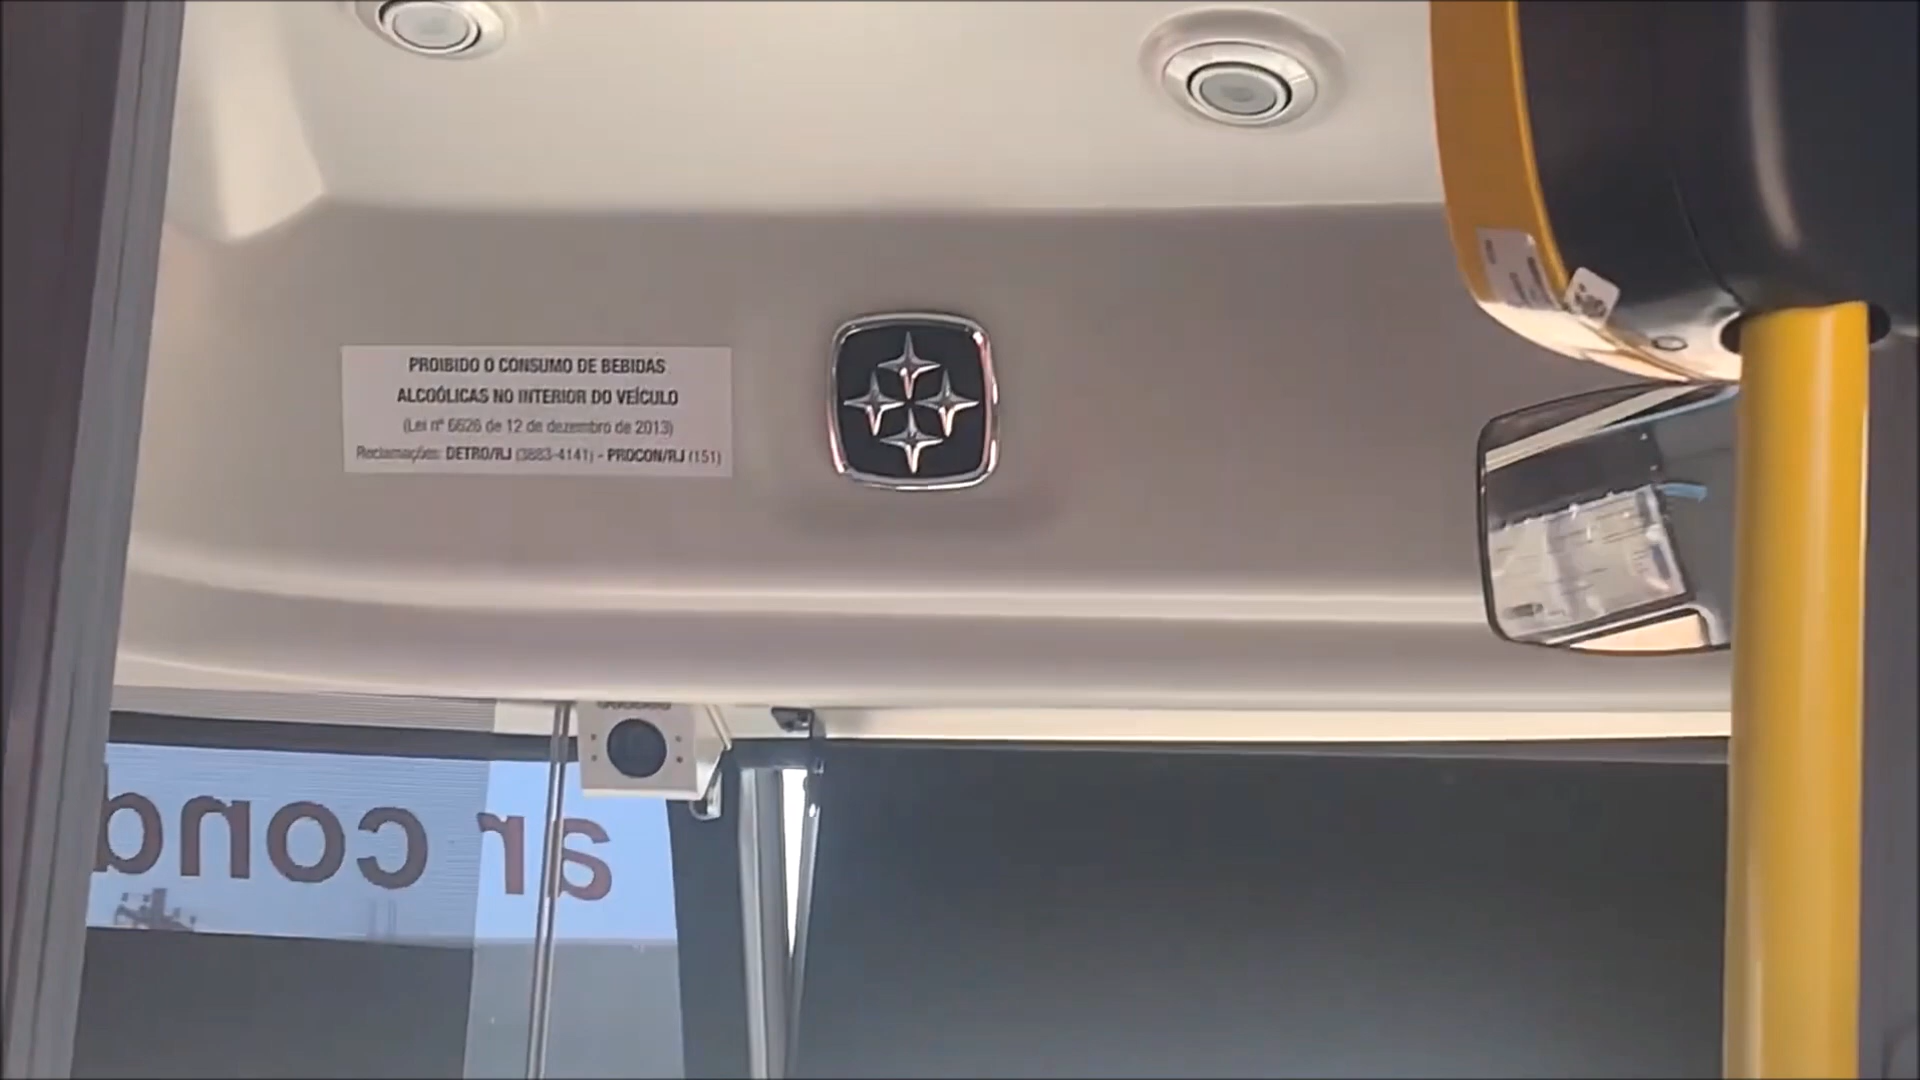 PROIBIDO O CONSUMO DE BEBIDAS
ALCOÓLICAS NO INTERIOR DO VEÍCULO
(Lei nº 6626 de 12 de dezembro de 2013)
Reclamações: DETRO/RJ (3883-4141) - PROCON/RJ (151)
ar cond